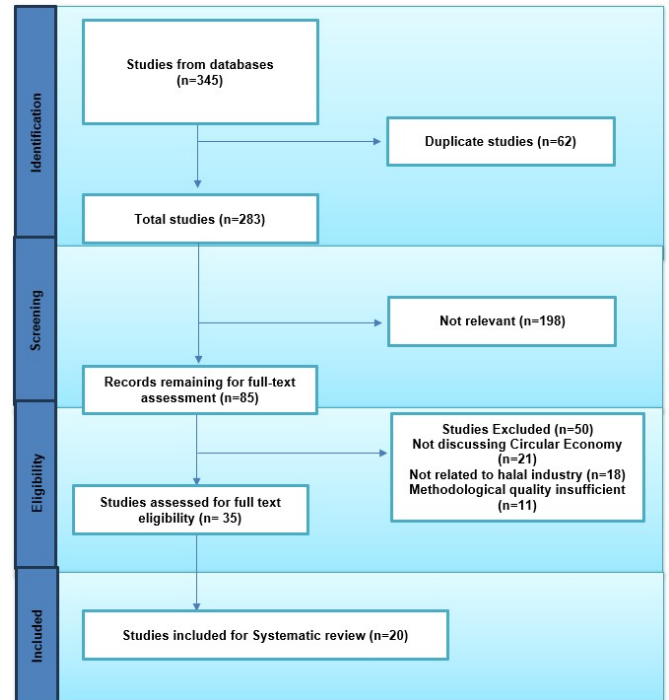 Identification
Studies from databases
(n=345)
Duplicate studies (n=62)
Total studies (n=283)
Screening
Not relevant (n=198)
Records remaining for full-text
assessment (n=85)
Eligibility
Studies Excluded (n=50)
Not discussing Circular Economy
(n=21)
Not related to halal industry (n=18)
Methodological quality insufficient
(n=11)
Studies assessed for full text
eligibility (n= 35)
Included
Studies included for Systematic review (n=20)